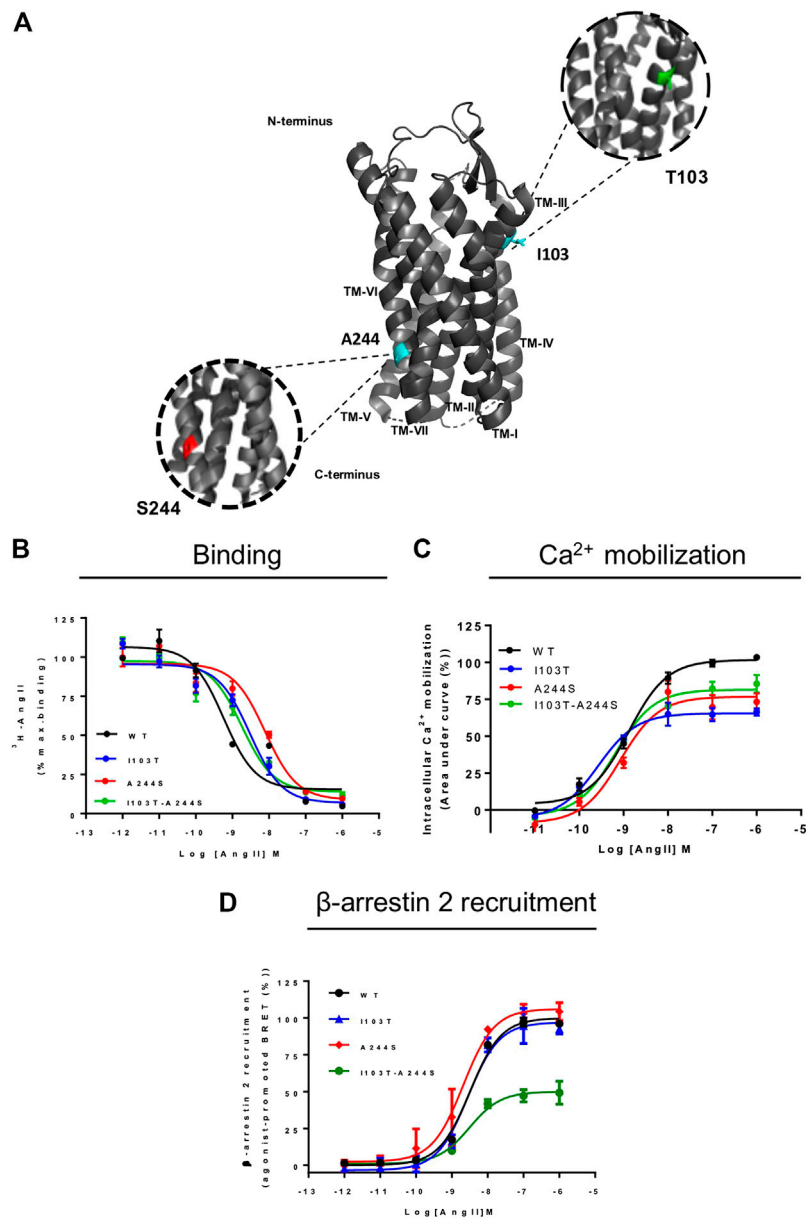 A
N-terminus
T103
TM-III
I103
TM-VI
A244
TM-IV
TM-V
TM-II
TM-VII
TM-I
C-terminus
S244
B
Binding
C
Ca2+ mobilization
125
100
75
50
25
0
3H-AngII
(%max.binding)
WT
I103T
A244S
I103T-A244S
-13 -12 -11 -10 -9 -8 -7 -6 -5
Log [AngII] M
125
100
75
50
25
0
Intracellular Ca2+ mobilization
(Area under curve (%))
WT
I103T
A244S
I103T-A244S
-11 -10 -9 -8 -7 -6 -5
Log [AngII] M
D
β-arrestin 2 recruitment
125
100
75
50
25
0
β-arrestin 2 recruitment
(agonist-promoted BRET (%))
WT
I103T
A244S
I103T-A244S
-13 -12 -11 -10 -9 -8 -7 -6 -5
Log[AngII] M